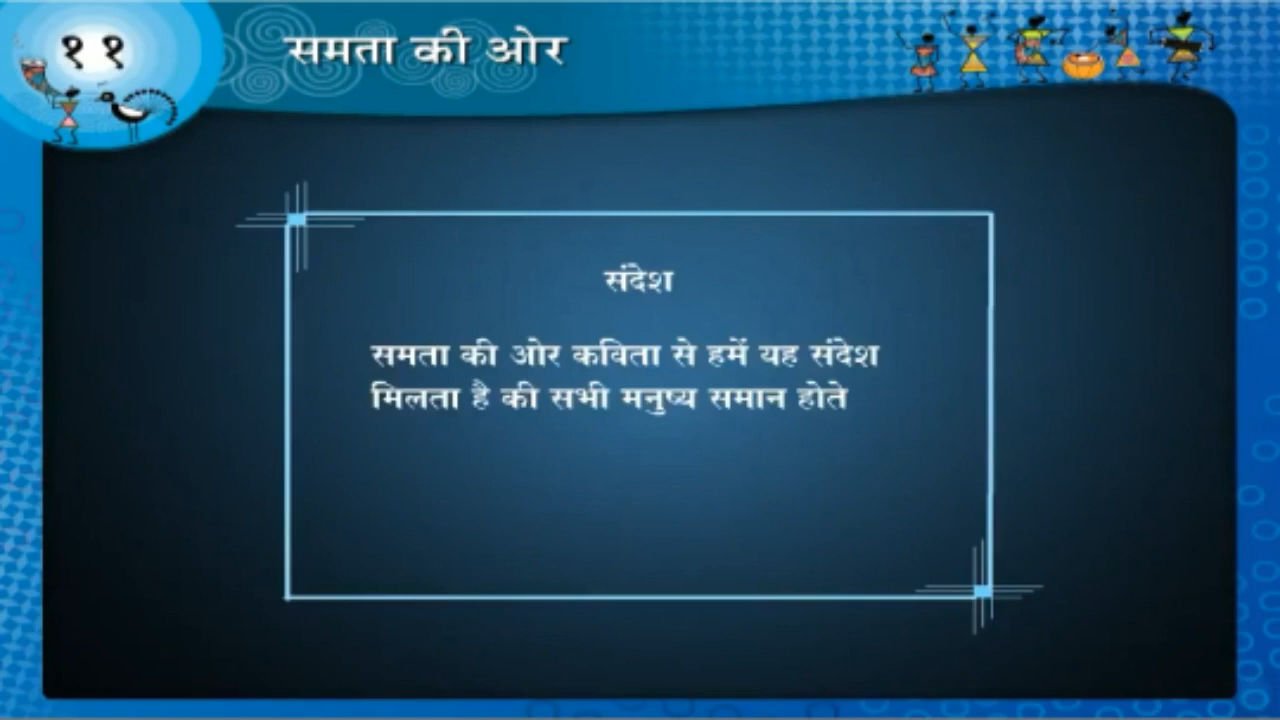 ११
समता की ओर
संदेश
समता की ओर कविता से हमें यह संदेश
मिलता है की सभी मनुष्य समान होते